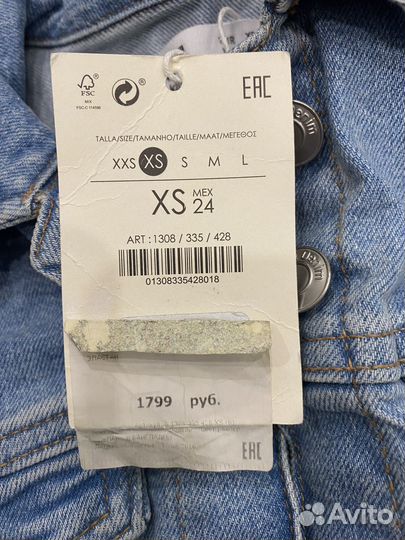 FSC
MIX
FSC-C 114598
EAC
TALLA/SIZE/TAMANHO/TAILLE/MAAT/ΜΕΓΕΘΟΣ
XXS XS S M L
XS MEX 24
ART : 1308 / 335 / 428
01308335428018
1799 руб.
EAC
Avito